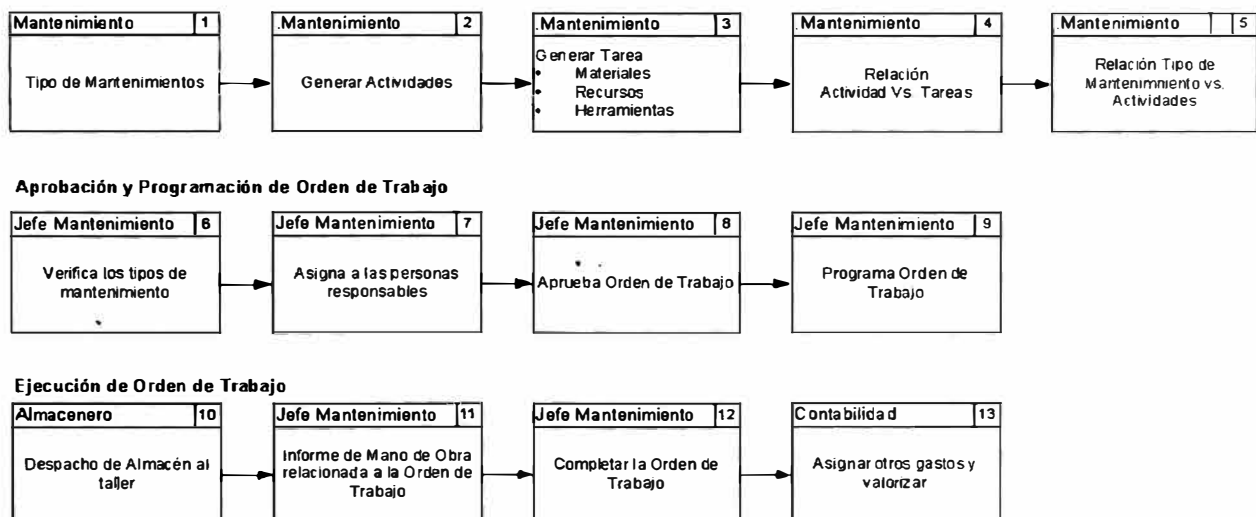 Mantenimiento 1
Tipo de Mantenimientos
.Mantenimiento 2
Generar Actividades
.Mantenimiento 3
Generar Tarea
• Materiales
• Recursos
• Herramientas
.Mantenimiento 4
Relación
Actividad Vs. Tareas
.Mantenimiento 5
Relación Tipo de
Mantenimniento vs.
Actividades
Aprobación y Programación de Orden de Trabajo
Jefe Mantenimiento 6
Verifica los tipos de
mantenimiento
Jefe Mantenimiento 7
Asigna a las personas
responsables
Jefe Mantenimiento 8
Aprueba Orden de Trabajo
Jefe Mantenimiento 9
Programa Orden de
Trabajo
Ejecución de Orden de Trabajo
Almacenero 10
Despacho de Almacén al
taller
Jefe Mantenimiento 11
Informe de Mano de Obra
relacionada a la Orden de
Trabajo
Jefe Mantenimiento 12
Completar la Orden de
Trabajo
Contabilidad 13
Asignar otros gastos y
valorizar